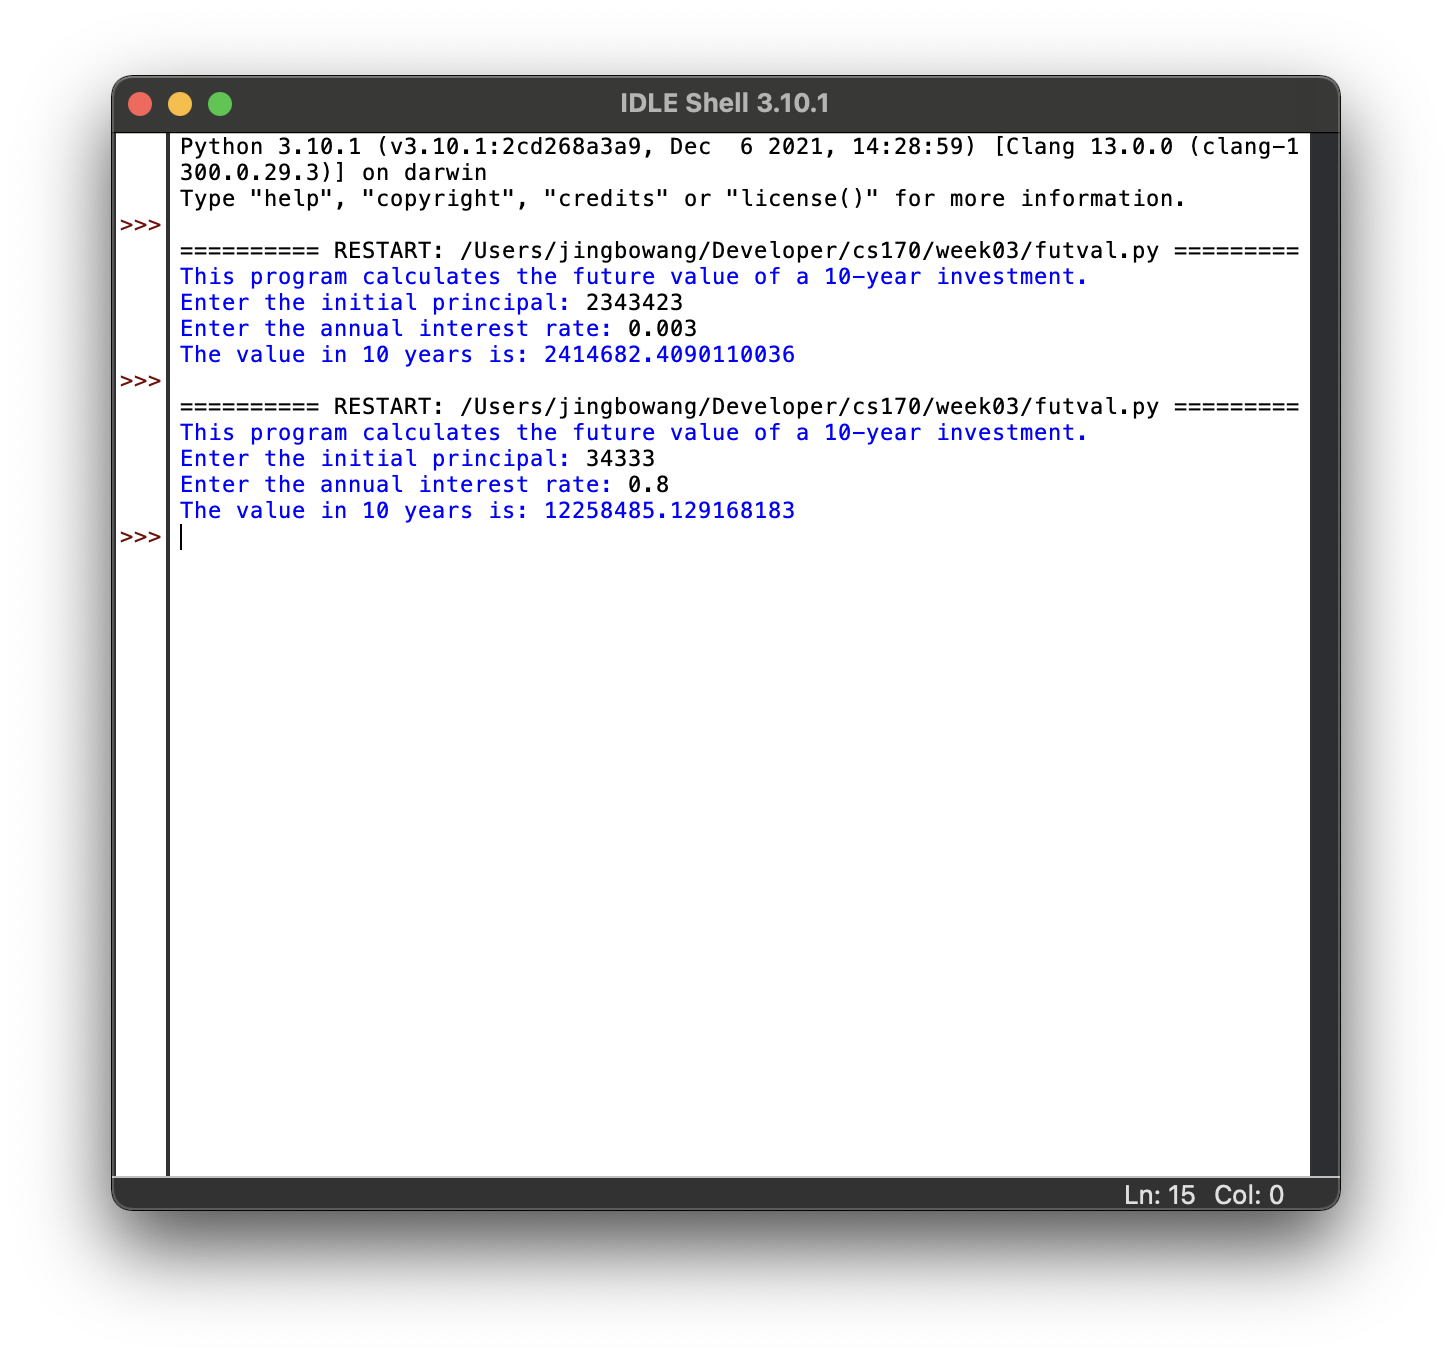 IDLE Shell 3.10.1
Python 3.10.1 (v3.10.1:2cd268a3a9, Dec  6 2021, 14:28:59) [Clang 13.0.0 (clang-1
300.0.29.3)] on darwin
Type "help", "copyright", "credits" or "license()" for more information.
>>>
========== RESTART: /Users/jingbowang/Developer/cs170/week03/futval.py =========
This program calculates the future value of a 10-year investment.
Enter the initial principal: 2343423
Enter the annual interest rate: 0.003
The value in 10 years is: 2414682.4090110036
>>>
========== RESTART: /Users/jingbowang/Developer/cs170/week03/futval.py =========
This program calculates the future value of a 10-year investment.
Enter the initial principal: 34333
Enter the annual interest rate: 0.8
The value in 10 years is: 12258485.129168183
>>>
Ln: 15  Col: 0